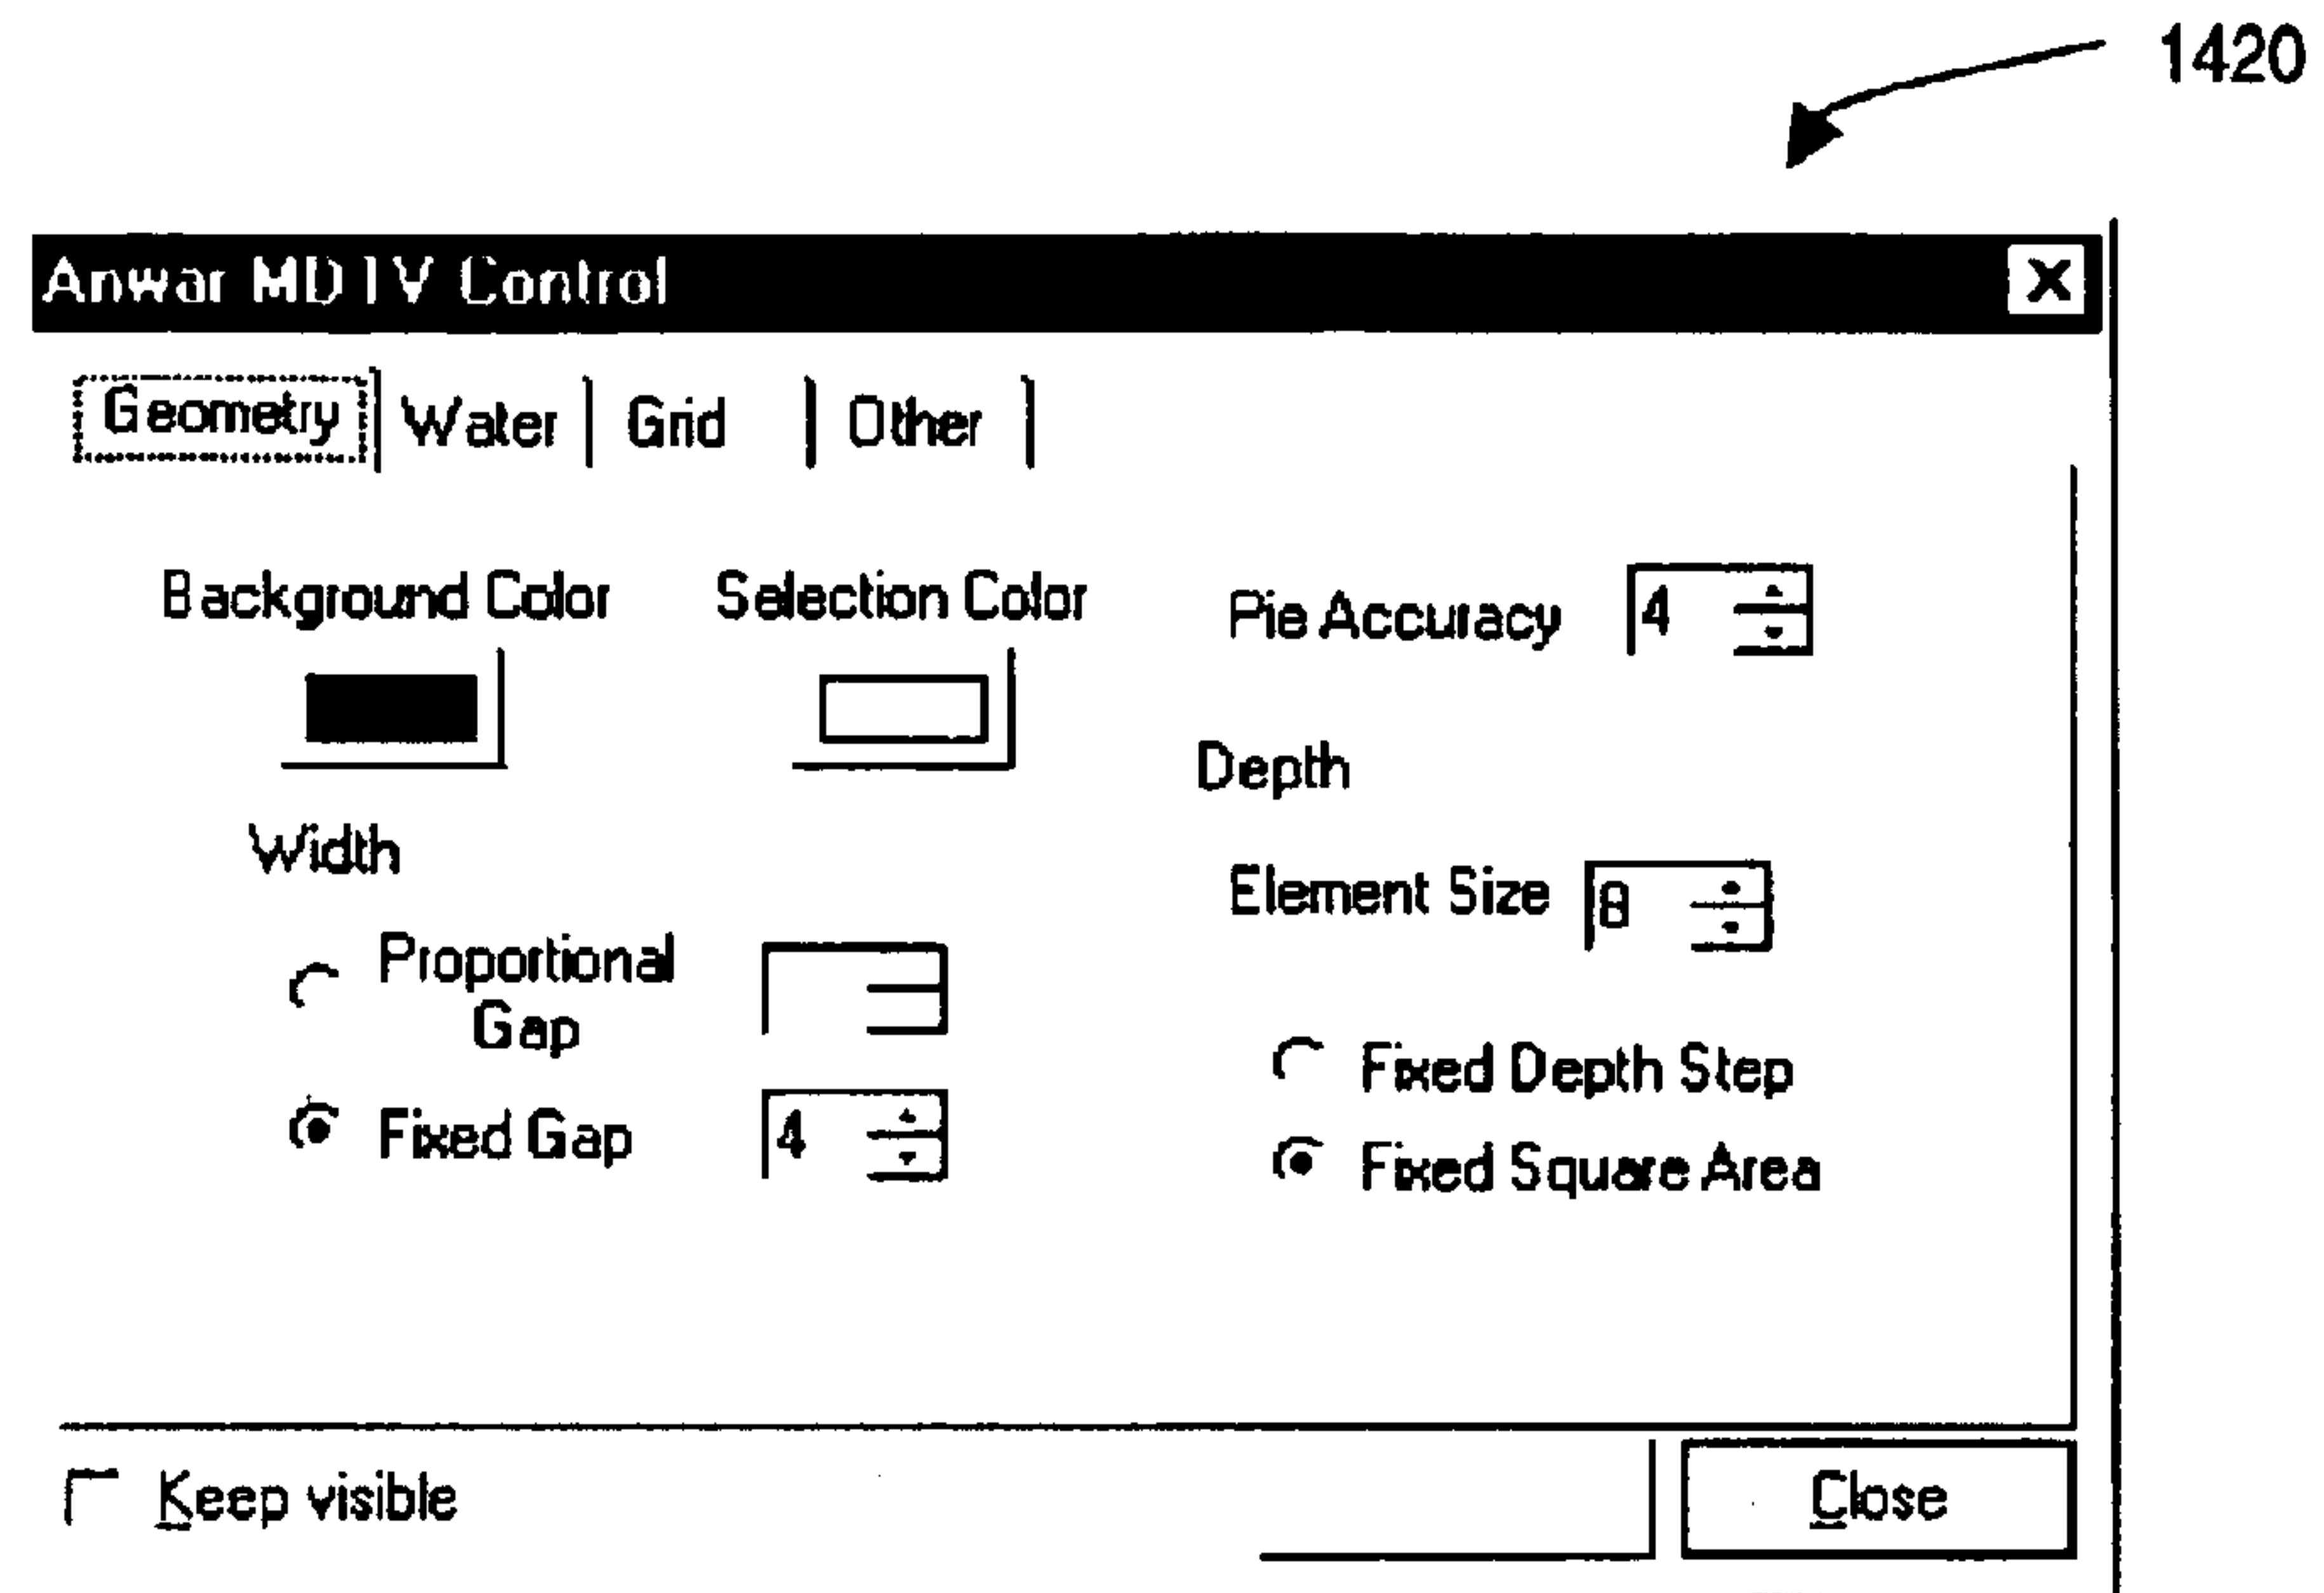 1420
Anwar MDTV Control
Geometry Water Grid Other
Background Color Selection Color Pie Accuracy 4
Depth
Width
Element Size 8
Proportional
Gap
Fixed Depth Step
Fixed Gap 4
Fixed Square Area
Keep visible Close